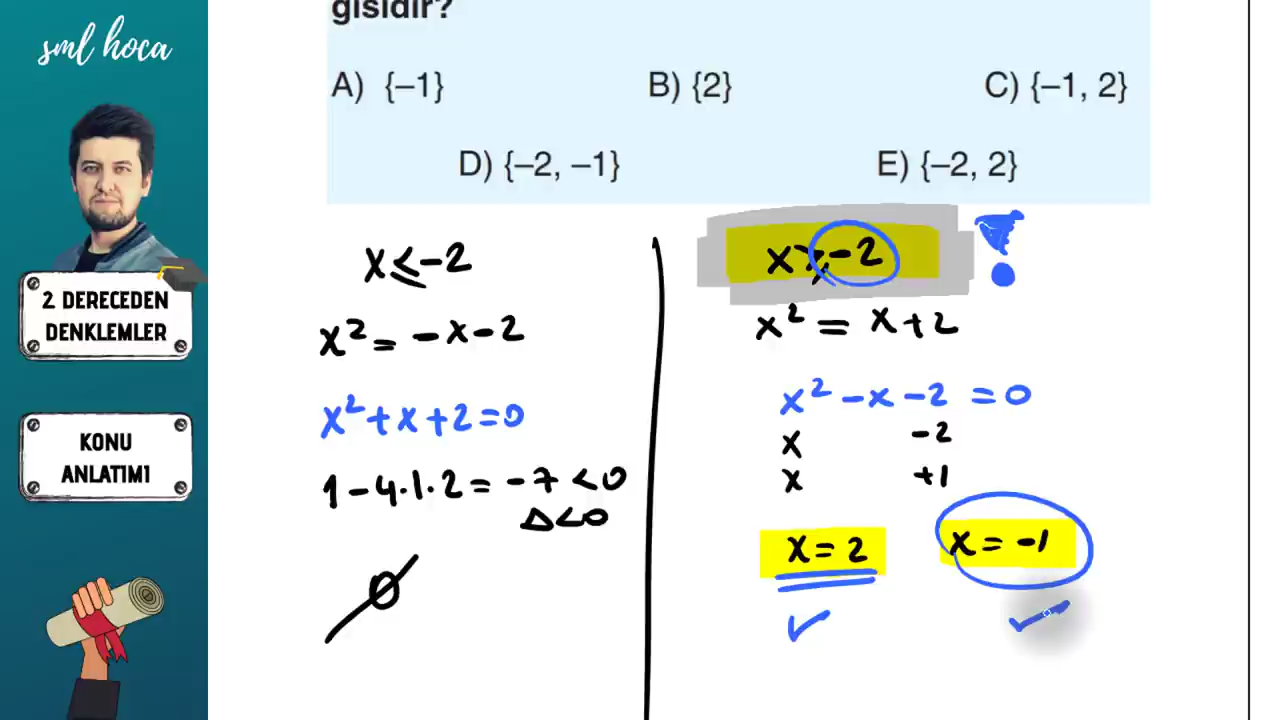 sml hoca
2 DERECEDEN
DENKLEMLER
KONU
ANLATIMI
gisidir?
A) {–1}
B) {2}
C) {–1, 2}
D) {–2, –1}
E) {–2, 2}
x ≤ -2
x² = -x - 2
x² + x + 2 = 0
1 - 4·1·2 = -7 < 0
Δ < 0
∅
x ≥ -2
!
x² = x + 2
x² - x - 2 = 0
x -2
x +1
x = 2
x = -1
✓ ✓